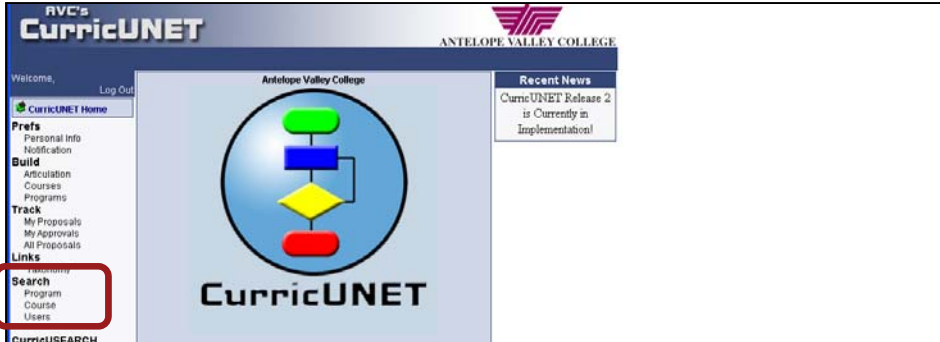 AVC's
CurricUNET
ANTELOPE VALLEY COLLEGE
Welcome,
Log Out
CurricUNET Home
Prefs
Personal Info
Notification
Build
Articulation
Courses
Programs
Track
My Proposals
My Approvals
All Proposals
Links
Taxonomy
Search
Program
Course
Users
CurricUSEARCH
Antelope Valley College
CurricUNET
Recent News
CurricUNET Release 2
is Currently in
Implementation!